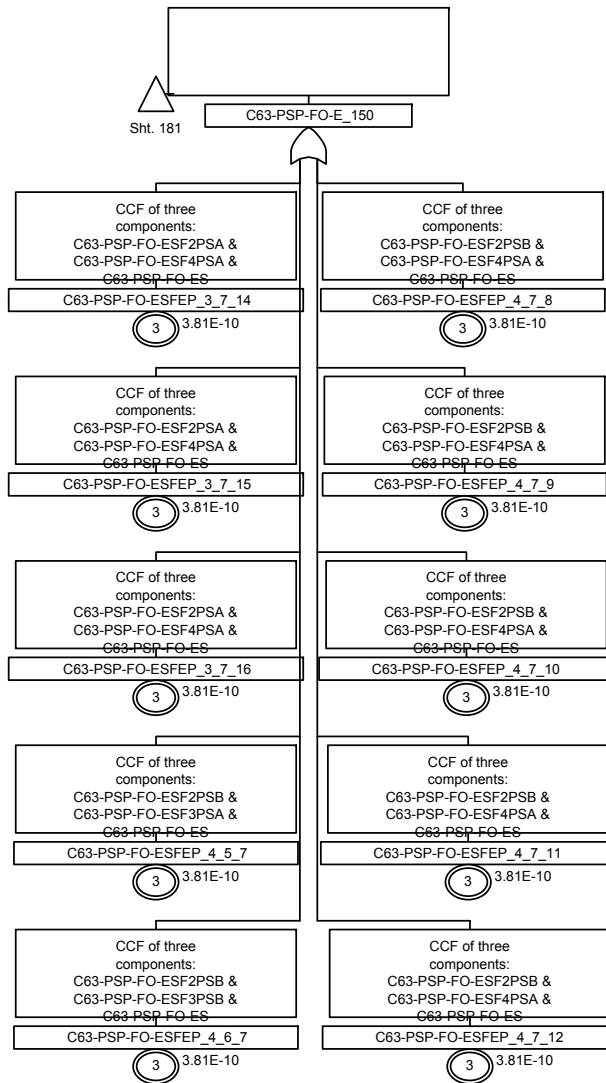 Sht. 181
C63-PSP-FO-E_150
CCF of three
components:
C63-PSP-FO-ESF2PSA &
C63-PSP-FO-ESF4PSA &
C63-PSP-FO-ES
C63-PSP-FO-ESFEP_3_7_14
3
3.81E-10
CCF of three
components:
C63-PSP-FO-ESF2PSB &
C63-PSP-FO-ESF4PSA &
C63-PSP-FO-ES
C63-PSP-FO-ESFEP_4_7_8
3
3.81E-10
CCF of three
components:
C63-PSP-FO-ESF2PSA &
C63-PSP-FO-ESF4PSA &
C63-PSP-FO-ES
C63-PSP-FO-ESFEP_3_7_15
3
3.81E-10
CCF of three
components:
C63-PSP-FO-ESF2PSB &
C63-PSP-FO-ESF4PSA &
C63-PSP-FO-ES
C63-PSP-FO-ESFEP_4_7_9
3
3.81E-10
CCF of three
components:
C63-PSP-FO-ESF2PSA &
C63-PSP-FO-ESF4PSA &
C63-PSP-FO-ES
C63-PSP-FO-ESFEP_3_7_16
3
3.81E-10
CCF of three
components:
C63-PSP-FO-ESF2PSB &
C63-PSP-FO-ESF4PSA &
C63-PSP-FO-ES
C63-PSP-FO-ESFEP_4_7_10
3
3.81E-10
CCF of three
components:
C63-PSP-FO-ESF2PSB &
C63-PSP-FO-ESF3PSA &
C63-PSP-FO-ES
C63-PSP-FO-ESFEP_4_5_7
3
3.81E-10
CCF of three
components:
C63-PSP-FO-ESF2PSB &
C63-PSP-FO-ESF4PSA &
C63-PSP-FO-ES
C63-PSP-FO-ESFEP_4_7_11
3
3.81E-10
CCF of three
components:
C63-PSP-FO-ESF2PSB &
C63-PSP-FO-ESF3PSB &
C63-PSP-FO-ES
C63-PSP-FO-ESFEP_4_6_7
3
3.81E-10
CCF of three
components:
C63-PSP-FO-ESF2PSB &
C63-PSP-FO-ESF4PSA &
C63-PSP-FO-ES
C63-PSP-FO-ESFEP_4_7_12
3
3.81E-10